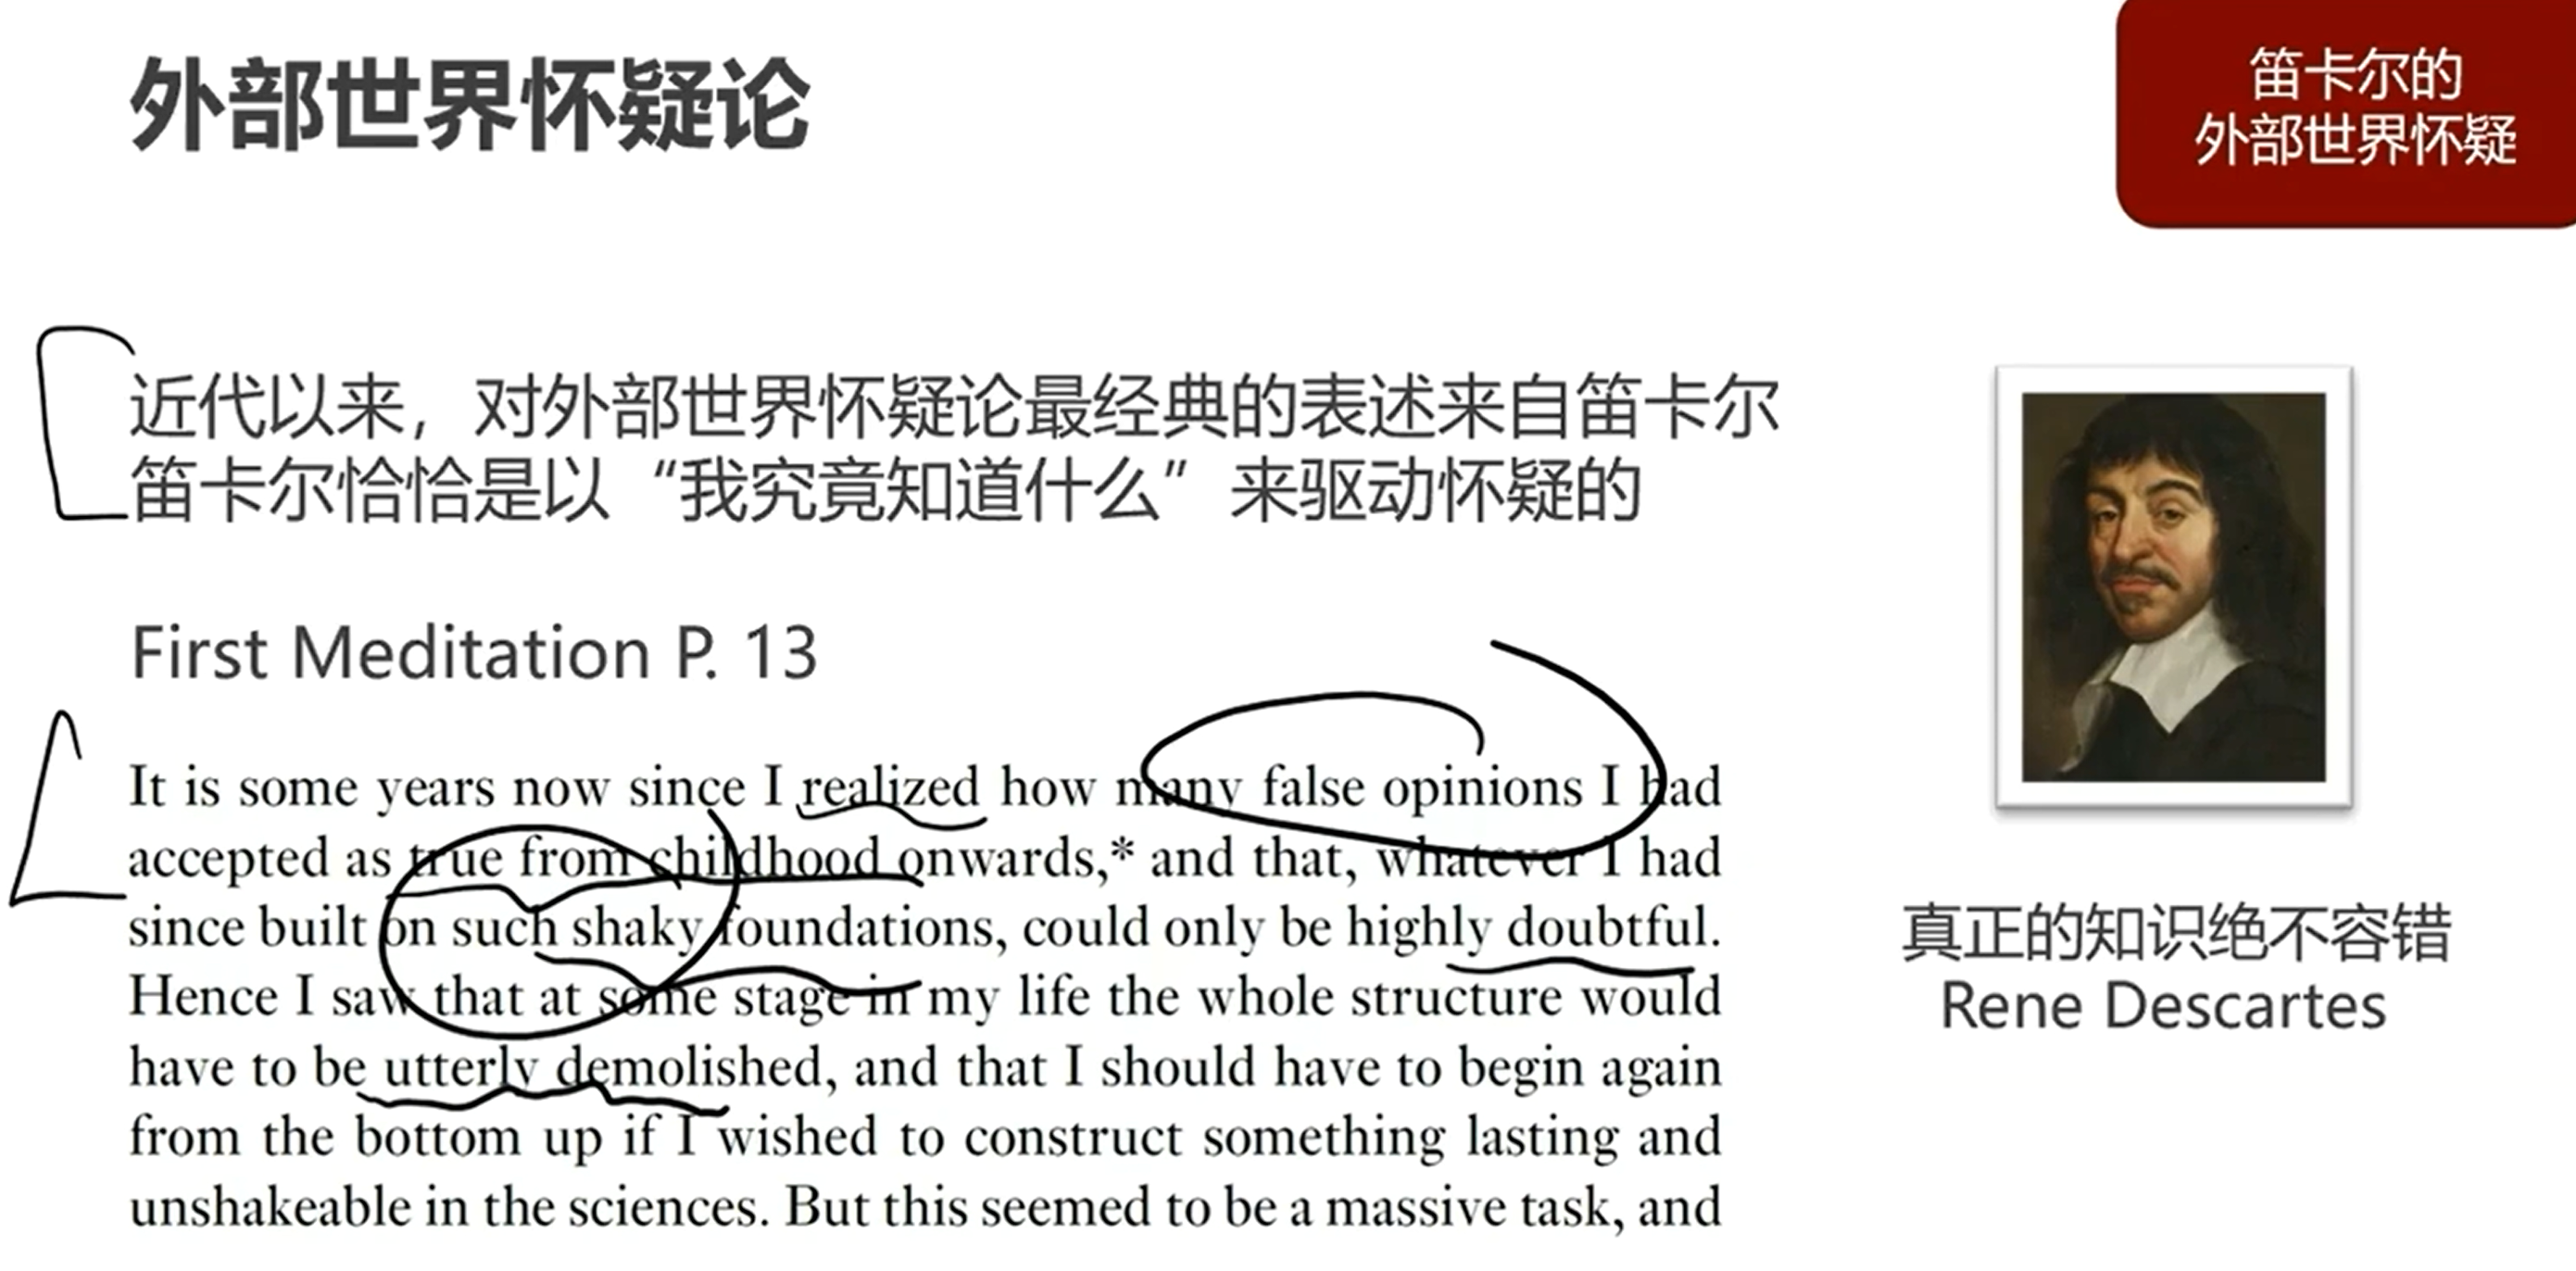 外部世界怀疑论
笛卡尔的
外部世界怀疑
近代以来，对外部世界怀疑论最经典的表述来自笛卡尔
笛卡尔恰恰是以“我究竟知道什么”来驱动怀疑的
First Meditation P. 13
It is some years now since I realized how many false opinions I had
accepted as true from childhood onwards,* and that, whatever I had
since built on such shaky foundations, could only be highly doubtful.
Hence I saw that at some stage in my life the whole structure would
have to be utterly demolished, and that I should have to begin again
from the bottom up if I wished to construct something lasting and
unshakeable in the sciences. But this seemed to be a massive task, and
真正的知识绝不容错
Rene Descartes